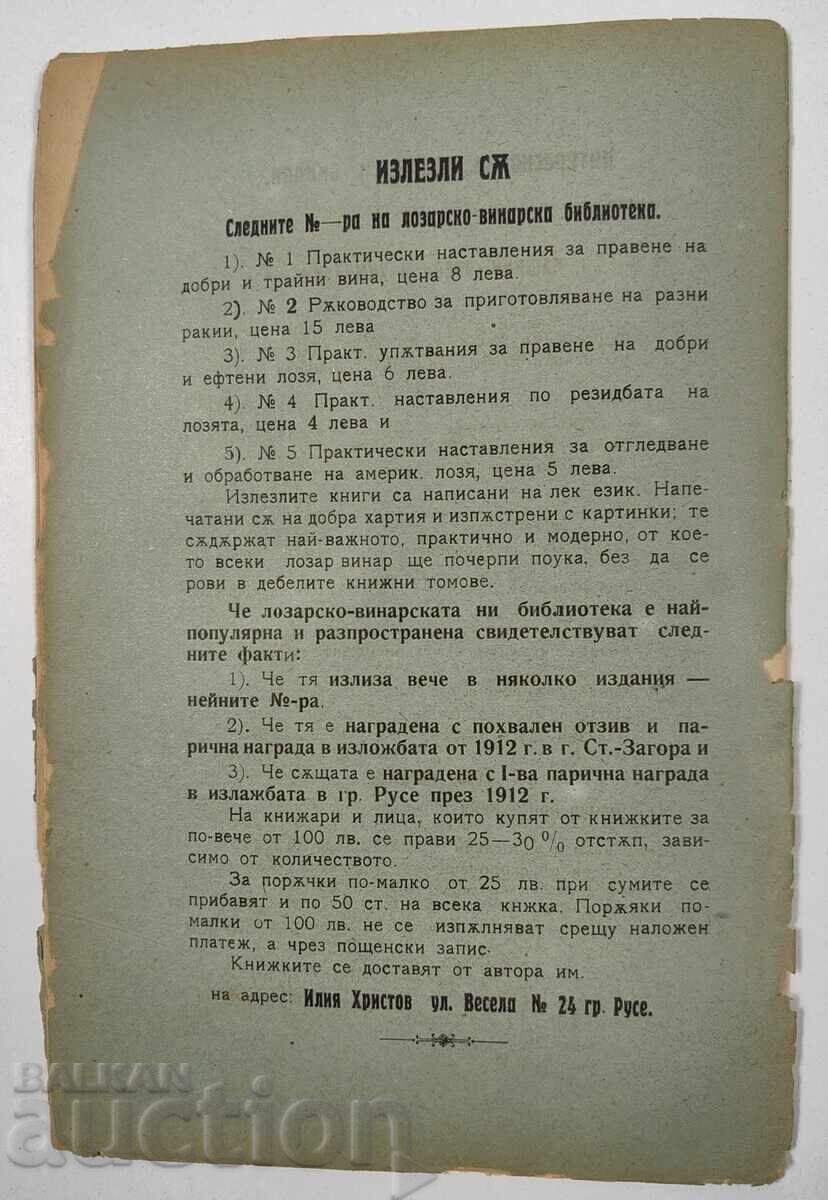 ИЗЛЕЗЛИ СѪ
Следните №—ра на лозарско-винарска библиотека.
1). № 1 Практически наставления за правене на
добри и трайни вина, цена 8 лева.
2). № 2 Рѫководство за приготовляване на разни
ракии, цена 15 лева
3). № 3 Практ. упѫтвания за правене на добри
и ефтени лозя, цена 6 лева.
4). № 4 Практ. наставления по резидбата на
лозята, цена 4 лева и
5). № 5 Практически наставления за отглеждане
и обработване на америк. лозя, цена 5 лева.
Излезлите книги са написани на лек език. Напе-
чатани сѫ на добра хартия и изпѫстрени с картинки; те
сѫдѫржат най-важното, практично и модерно, от кое-
то всеки лозар винар ще почерпи поука, без да се
рови в дебелите книжни томове.
Че лозарско-винарската ни библиотека е най-
популярна и разпространена свидетелствуват след-
ните факти:
1). Че тя излиза вече в няколко издания —
нейните №-ра.
2). Че тя е наградена с похвален отзив и па-
рична награда в изложбата от 1912 г. в г. Ст.-Загора и
3). Че сѫщата е наградена с I-ва парична награда
в излажбата в гр. Русе през 1912 г.
На книжари и лица, които купят от книжките за
по-вече от 100 лв. се прави 25—30 % отстѫп, зави-
симо от количеството.
За порѫчки по-малко от 25 лв. при сумите се
прибавят и по 50 ст. на всека кнжка. Порѫяки по-
малки от 100 лв. не се изпѫлняват срещу наложен
платеж, а чрез пощенски запис.
Книжките се доставят от автора им.
на адрес: Илия Христов ул. Весела № 24 гр. Русе.
BALKAN
auction